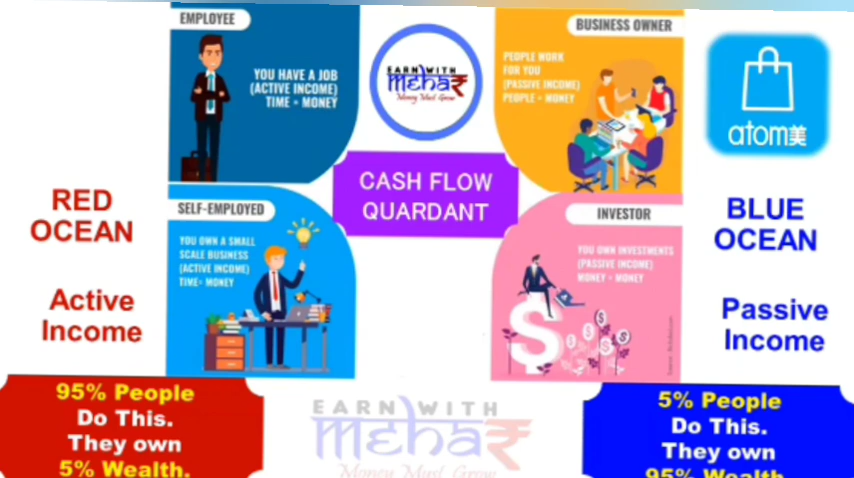 EMPLOYEE
YOU HAVE A JOB
(ACTIVE INCOME)
TIME = MONEY
EARN WITH
mehaर₹
Money Must Grow
BUSINESS OWNER
PEOPLE WORK
FOR YOU
(PASSIVE INCOME)
PEOPLE = MONEY
atom美
CASH FLOW
QUARDANT
RED
OCEAN
SELF-EMPLOYED
YOU OWN A SMALL
SCALE BUSINESS
(ACTIVE INCOME)
TIME= MONEY
INVESTOR
YOU OWN INVESTMENTS
(PASSIVE INCOME)
MONEY = MONEY
BLUE
OCEAN
Active
Income
Passive
Income
95% People
Do This.
They own
5% Wealth.
EARN WITH
mehaर₹
Money Must Grow
5% People
Do This.
They own
95% Wealth